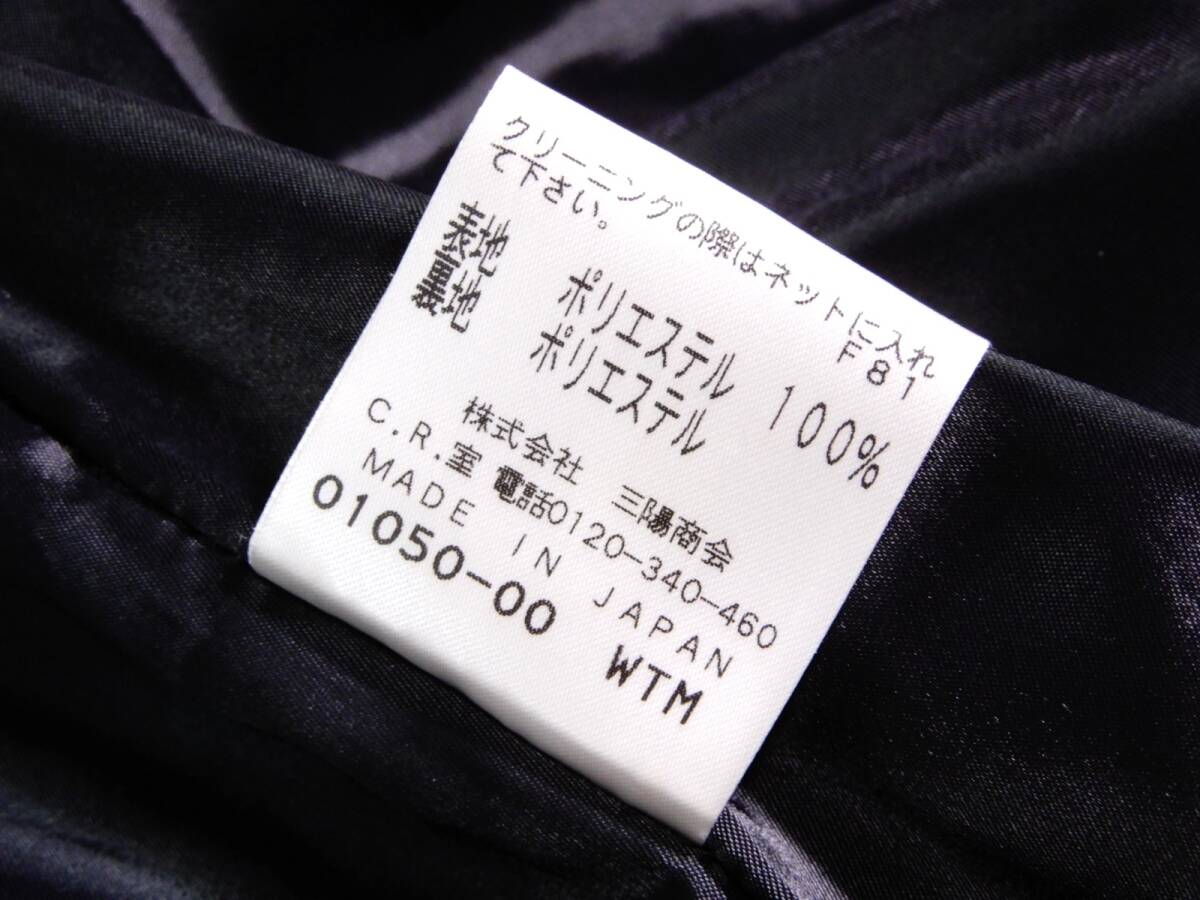 クリーニングの際はネットに入れ
て下さい。 F81
表地 ポリエステル 100%
裏地 ポリエステル
株式会社 三陽商会
C.R.室 電話0120-340-460
MADE IN JAPAN
01050-00 WTM